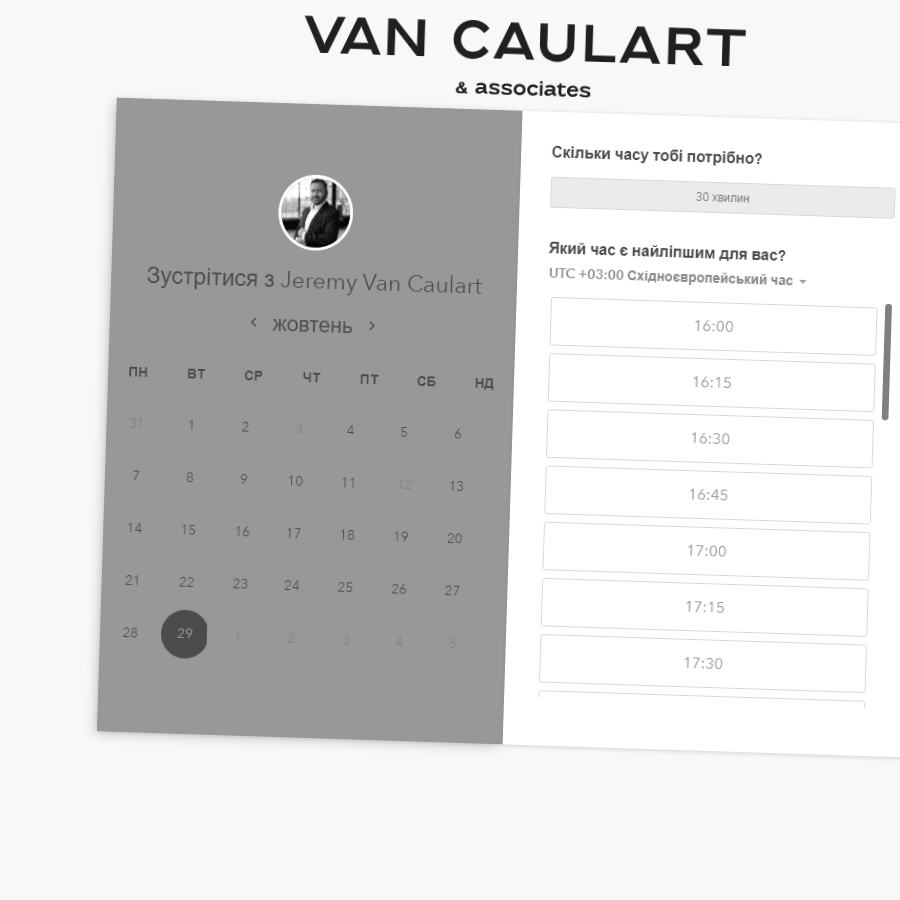 VAN CAULART
& associates
Зустрітися з Jeremy Van Caulart
жовтень
ПН ВТ СР ЧТ ПТ СБ НД
31 1 2 3 4 5 6
7 8 9 10 11 12 13
14 15 16 17 18 19 20
21 22 23 24 25 26 27
28 29 1 2 3 4 5
Скільки часу тобі потрібно?
30 хвилин
Який час є найліпшим для вас?
UTC +03:00 Східноєвропейський час
16:00
16:15
16:30
16:45
17:00
17:15
17:30